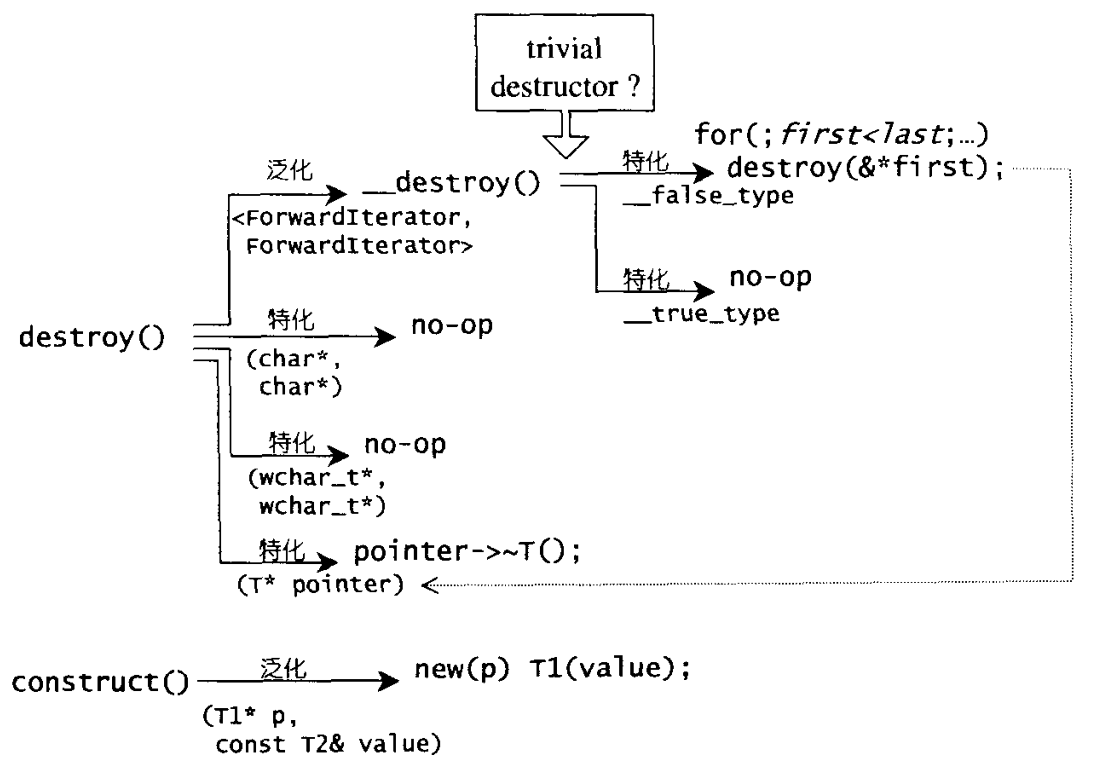 trivial
destructor ?
for(;first<last;…)
泛化
__destroy()
特化
destroy(&*first);
<ForwardIterator,
ForwardIterator>
__false_type
特化
no-op
__true_type
destroy()
特化
no-op
(char*,
char*)
特化
no-op
(wchar_t*,
wchar_t*)
特化
pointer->~T();
(T* pointer)
construct()
泛化
new(p) T1(value);
(T1* p,
const T2& value)